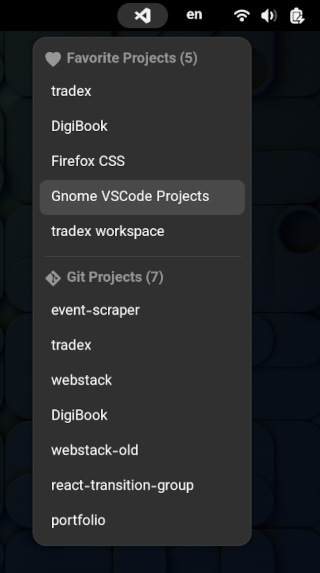 en
Favorite Projects (5)
tradex
DigiBook
Firefox CSS
Gnome VSCode Projects
tradex workspace
Git Projects (7)
event-scraper
tradex
webstack
DigiBook
webstack-old
react-transition-group
portfolio